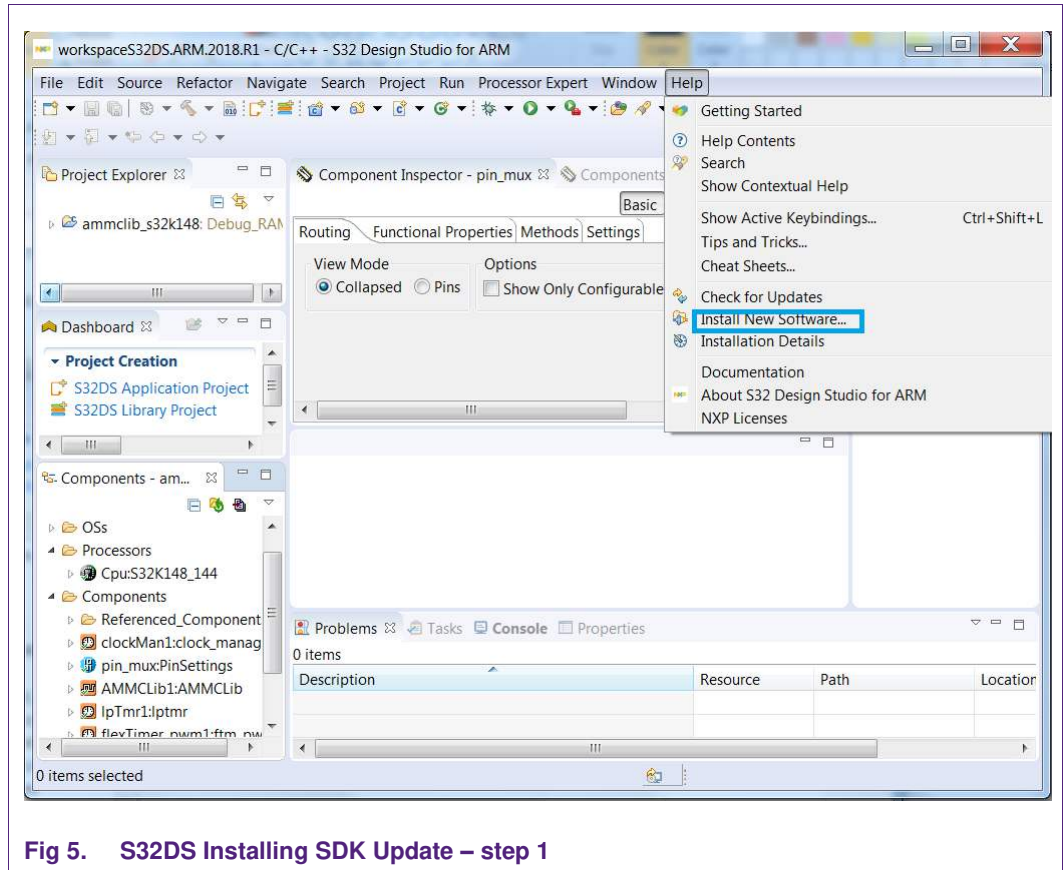 workspaceS32DS.ARM.2018.R1 - C/C++ - S32 Design Studio for ARM
File Edit Source Refactor Navigate Search Project Run Processor Expert Window Help
Getting Started
Help Contents
Search
Show Contextual Help
Show Active Keybindings... Ctrl+Shift+L
Tips and Tricks...
Cheat Sheets...
Check for Updates
Install New Software...
Installation Details
Documentation
About S32 Design Studio for ARM
NXP Licenses
Project Explorer
ammclib_s32k148: Debug_RAM
Component Inspector - pin_mux Components
Basic
Routing Functional Properties Methods Settings
View Mode Options
Collapsed Pins Show Only Configurable
Dashboard
Project Creation
S32DS Application Project
S32DS Library Project
Components - am...
OSs
Processors
Cpu:S32K148_144
Components
Referenced_Component
clockMan1:clock_manag
pin_mux:PinSettings
AMMCLib1:AMMCLib
lpTmr1:lptmr
flexTimer_pwm1:ftm_pw
Problems Tasks Console Properties
0 items
Description Resource Path Location
0 items selected
Fig 5. S32DS Installing SDK Update – step 1